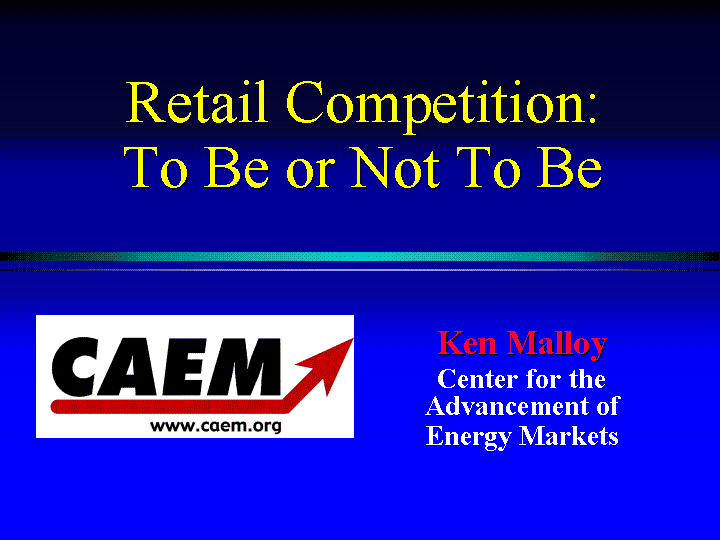 Retail Competition:
To Be or Not To Be
CAEM
www.caem.org
Ken Malloy
Center for the
Advancement of
Energy Markets